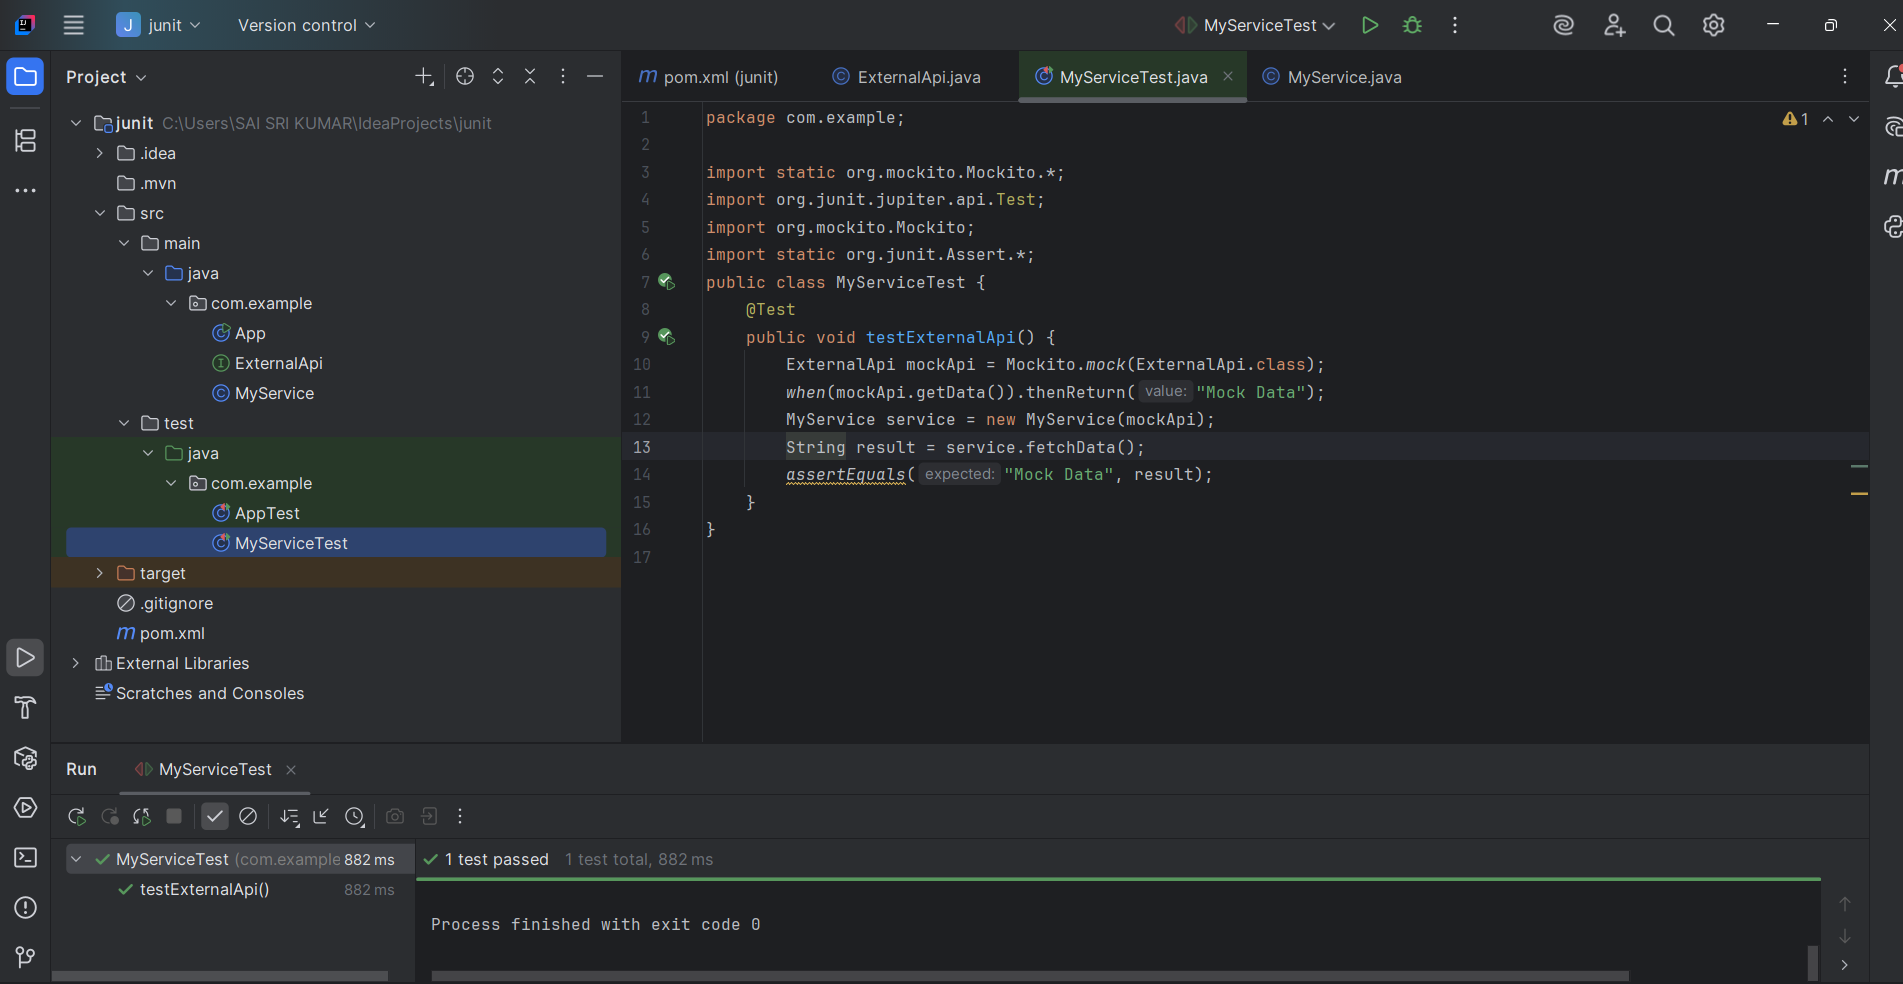 J junit Version control MyServiceTest
Project
pom.xml (junit) ExternalApi.java MyServiceTest.java MyService.java
junit C:\Users\SAI SRI KUMAR\IdeaProjects\junit
.idea
.mvn
src
main
java
com.example
App
ExternalApi
MyService
test
java
com.example
AppTest
MyServiceTest
target
.gitignore
pom.xml
External Libraries
Scratches and Consoles
1 package com.example;
1
2
3 import static org.mockito.Mockito.*;
4 import org.junit.jupiter.api.Test;
5 import org.mockito.Mockito;
6 import static org.junit.Assert.*;
7 public class MyServiceTest {
8 @Test
9 public void testExternalApi() {
10 ExternalApi mockApi = Mockito.mock(ExternalApi.class);
11 when(mockApi.getData()).thenReturn( value: "Mock Data");
12 MyService service = new MyService(mockApi);
13 String result = service.fetchData();
14 assertEquals( expected: "Mock Data", result);
15 }
16 }
17
Run MyServiceTest
MyServiceTest (com.example 882 ms
testExternalApi() 882 ms
1 test passed 1 test total, 882 ms
Process finished with exit code 0